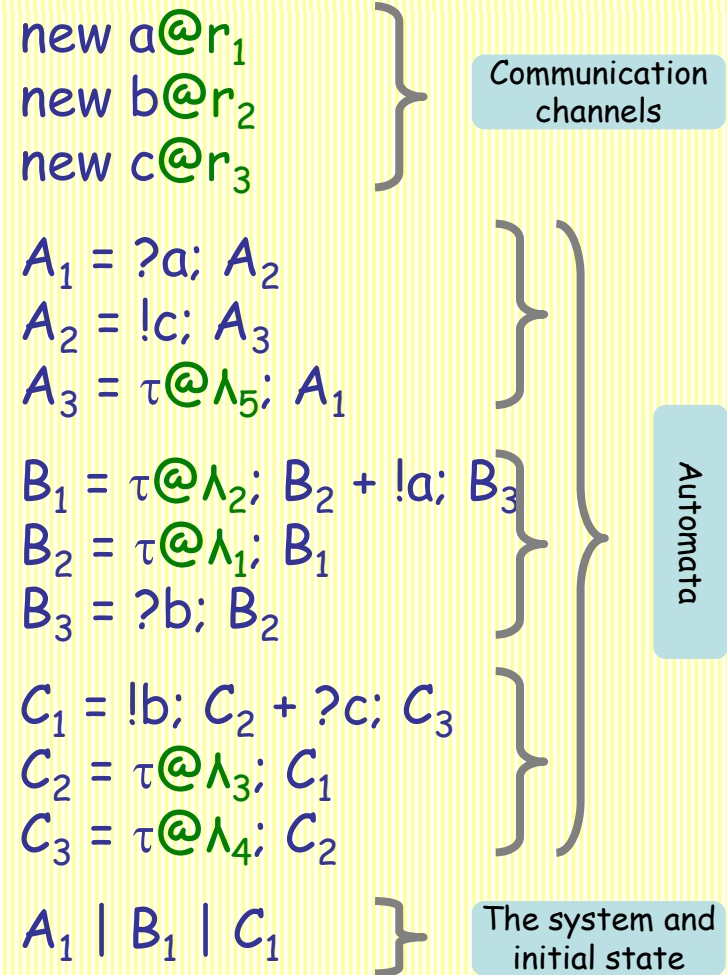 new a@r₁
new b@r₂
new c@r₃
Communication
channels
A₁ = ?a; A₂
A₂ = !c; A₃
A₃ = τ@λ₅; A₁
B₁ = τ@λ₂; B₂ + !a; B₃
B₂ = τ@λ₁; B₁
B₃ = ?b; B₂
C₁ = !b; C₂ + ?c; C₃
C₂ = τ@λ₃; C₁
C₃ = τ@λ₄; C₂
Automata
A₁ | B₁ | C₁
The system and
initial state